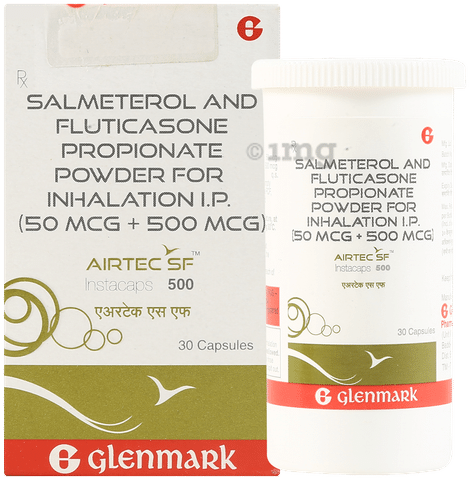 Rx
SALMETEROL AND
FLUTICASONE
PROPIONATE
POWDER FOR
INHALATION I.P.
(50 MCG + 500 MCG)
AIRTEC SF™
Instacaps 500
एअरटेक एस एफ
30 Capsules
Glenmark
1mg
SALMETEROL AND
FLUTICASONE
PROPIONATE
POWDER FOR
INHALATION I.P.
(50 MCG + 500 MCG)
AIRTEC SF™
Instacaps 500
एअरटेक एस एफ
30 Capsules
Glenmark